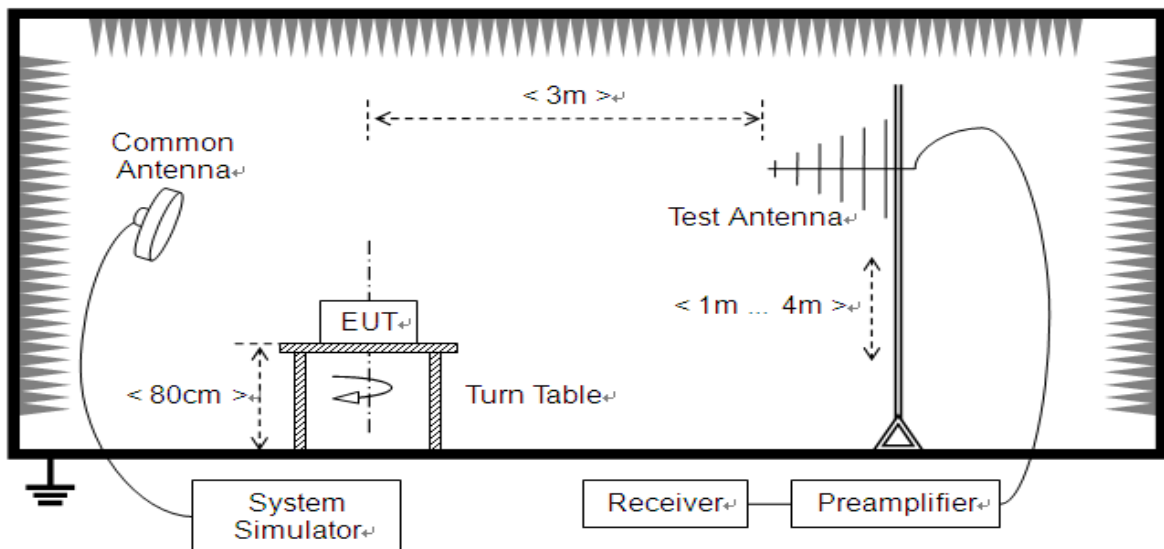 < 3m >↵
Common
Antenna↵
Test Antenna↵
< 1m ... 4m >↵
EUT↵
< 80cm >↵
Turn Table↵
System
Simulator↵
Receiver↵
Preamplifier↵